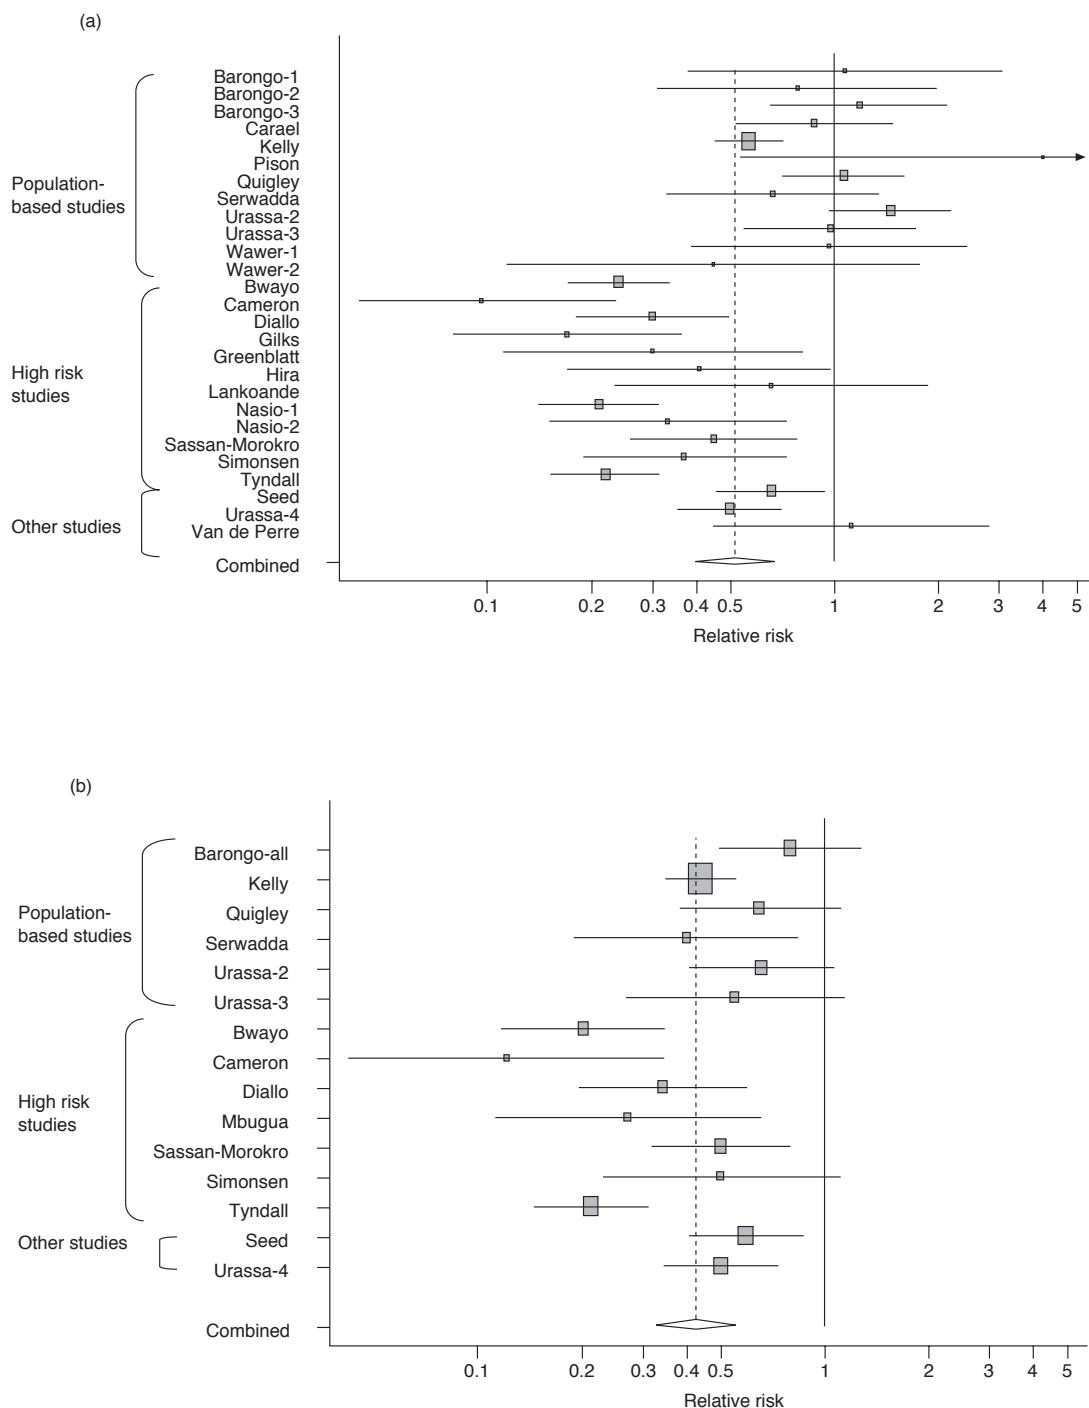 (a)
Barongo-1
Barongo-2
Barongo-3
Carael
Kelly
Pison
Population-
based studies
Quigley
Serwadda
Urassa-2
Urassa-3
Wawer-1
Wawer-2
Bwayo
Cameron
Diallo
Gilks
Greenblatt
High risk
studies
Hira
Lankoande
Nasio-1
Nasio-2
Sassan-Morokro
Simonsen
Tyndall
Seed
Other studies
Urassa-4
Van de Perre
Combined
0.1 0.2 0.3 0.4 0.5 1 2 3 4 5
Relative risk
(b)
Barongo-all
Kelly
Population-
based studies
Quigley
Serwadda
Urassa-2
Urassa-3
Bwayo
Cameron
Diallo
High risk
studies
Mbugua
Sassan-Morokro
Simonsen
Tyndall
Other studies
Seed
Urassa-4
Combined
0.1 0.2 0.3 0.4 0.5 1 2 3 4 5
Relative risk